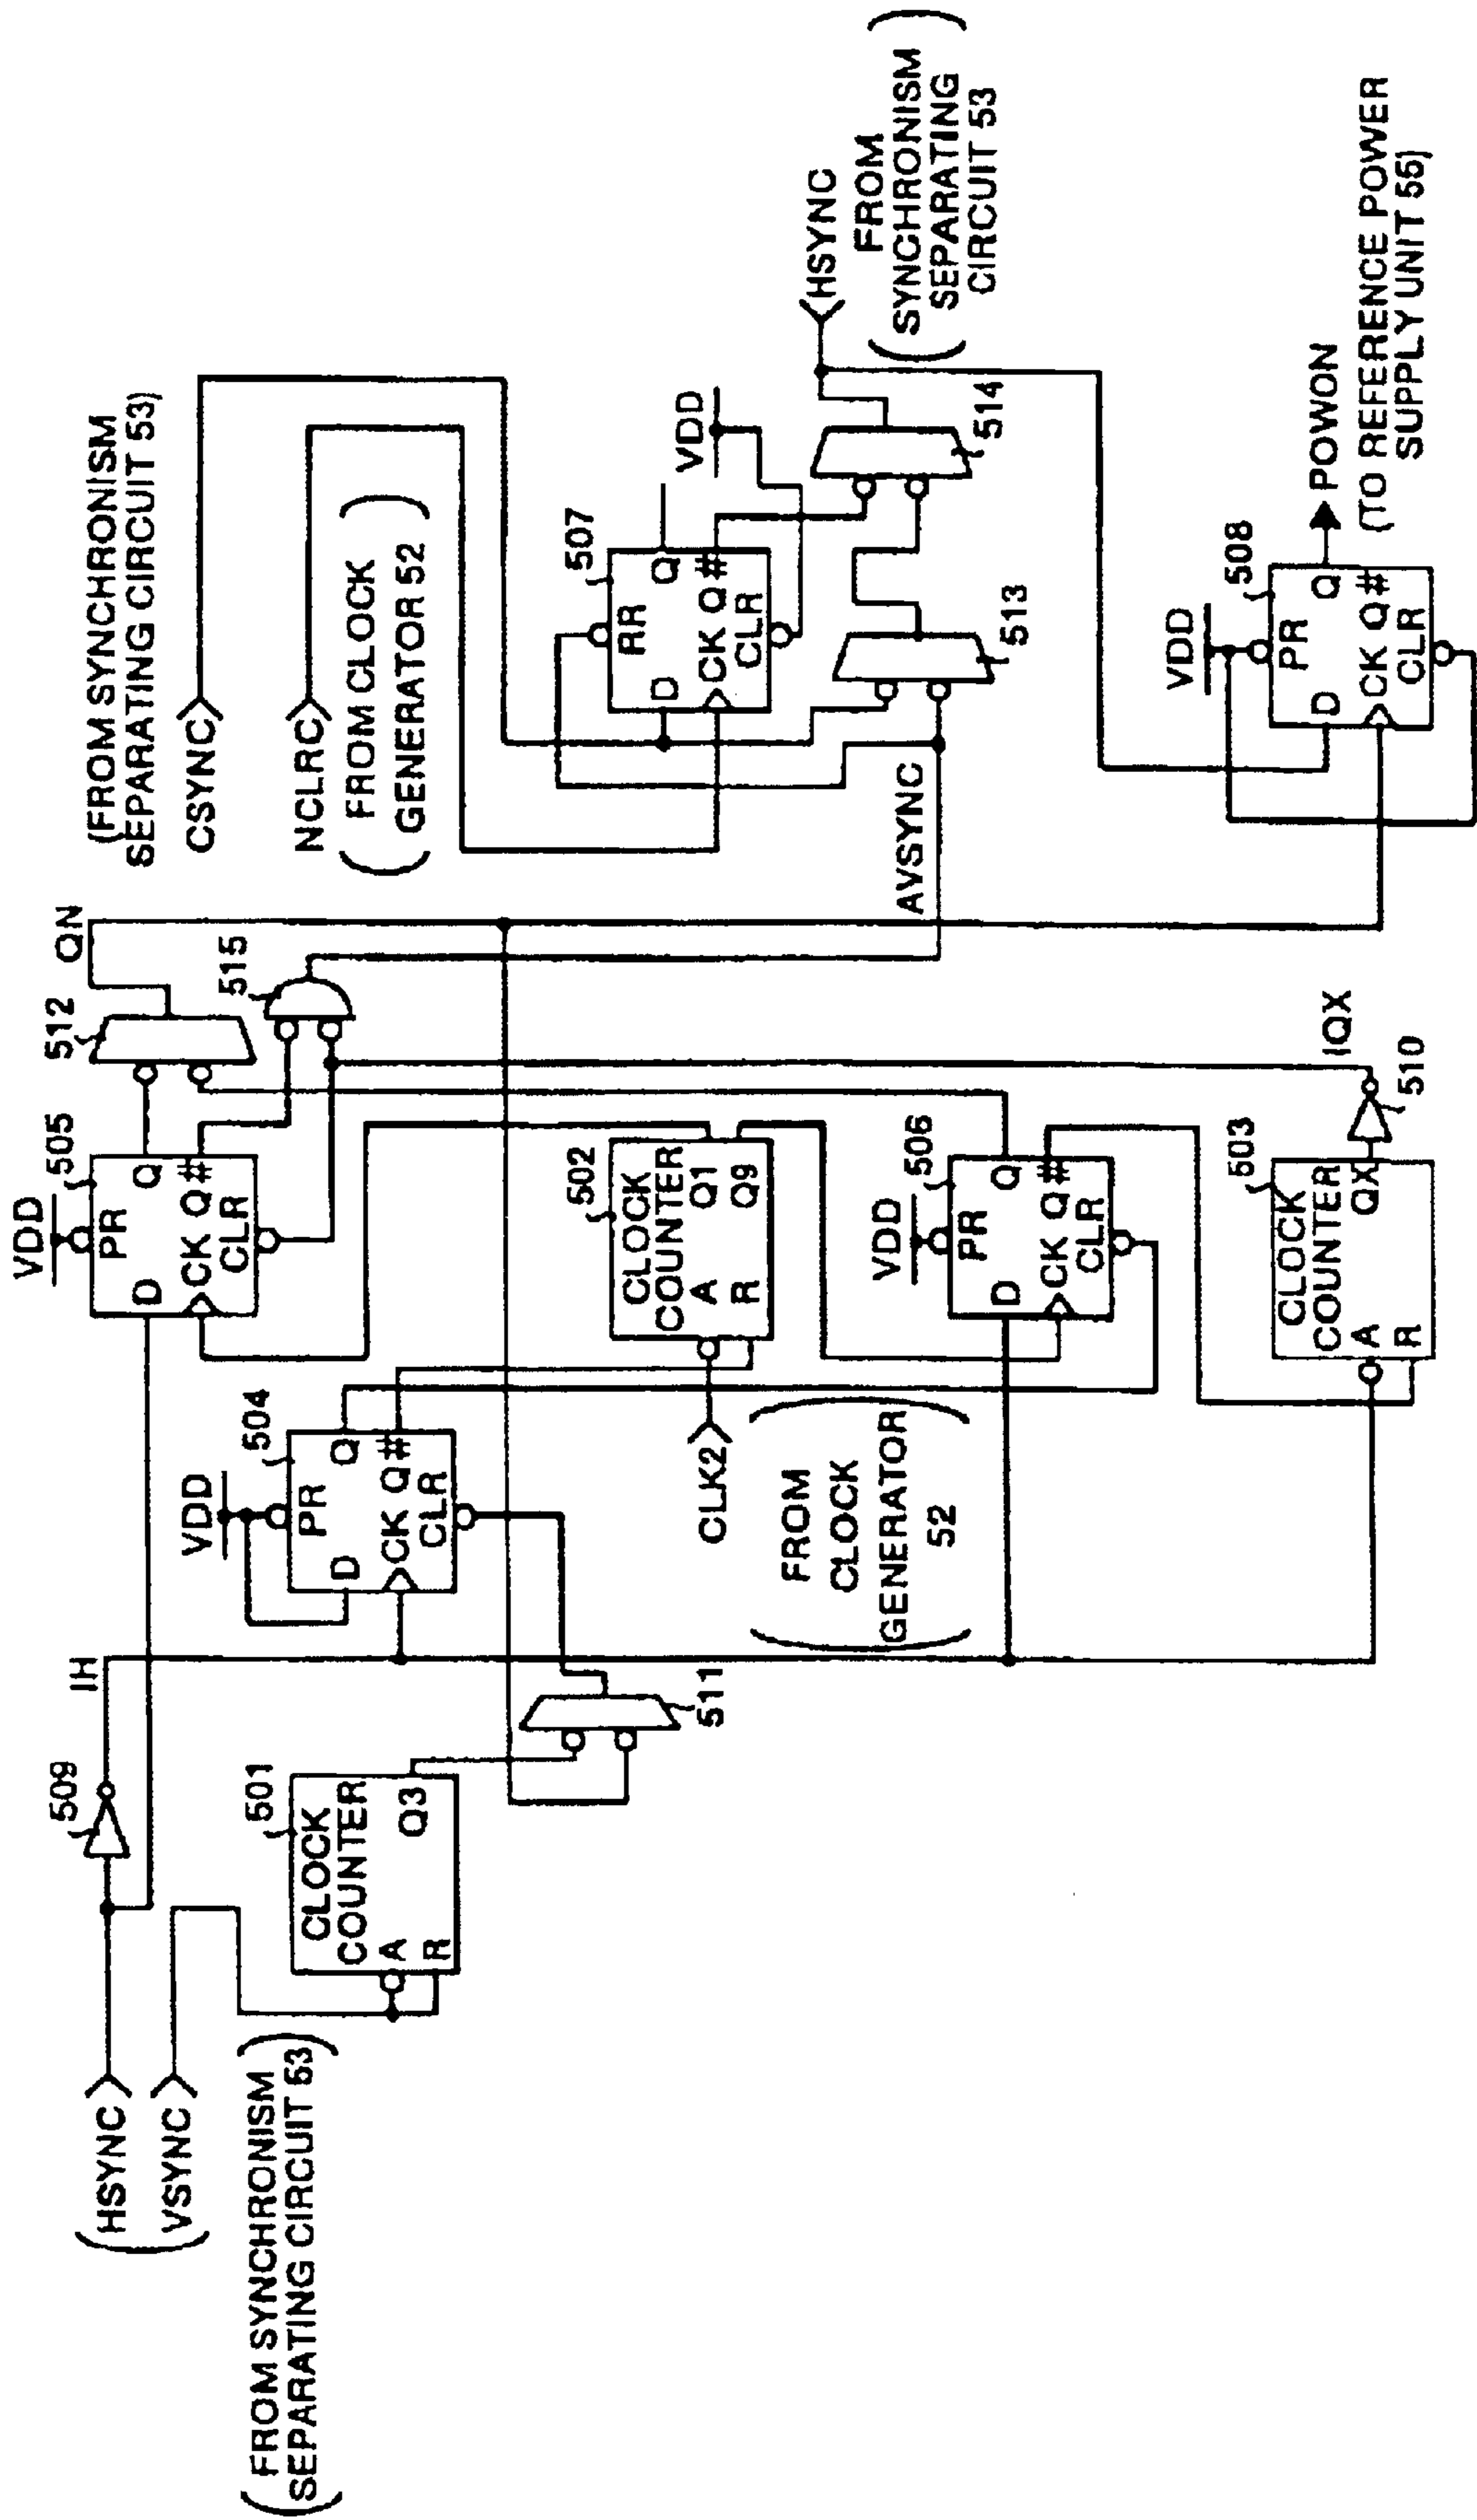 HSYNC
VSYNC
(FROM SYNCHRONISM
SEPARATING CIRCUIT 53)
509
IH
501
CLOCK
COUNTER
A
R
Q3
511
VDD
504
PR
D
Q
CK Q#
CLR
CLK2
(FROM
CLOCK
GENERATOR
52)
VDD
505
PR
D
Q
CK Q#
CLR
502
CLOCK
COUNTER
A Q1
R Q9
VDD
506
PR
D
Q
CK Q#
CLR
503
CLOCK
COUNTER
A QX
R
510
IQX
512
QN
515
(FROM SYNCHRONISM
SEPARATING CIRCUIT 53)
CSYNC
NCLRC
(FROM CLOCK
GENERATOR 52)
AVSYNC
507
RR
D
Q
CK Q#
CLR
VDD
513
514
HSYNC
(FROM
SYNCHRONISM
SEPARATING
CIRCUIT 53)
VDD
508
PR
D
Q
CK Q#
CLR
POWON
(TO REFERENCE POWER
SUPPLY UNIT 55)